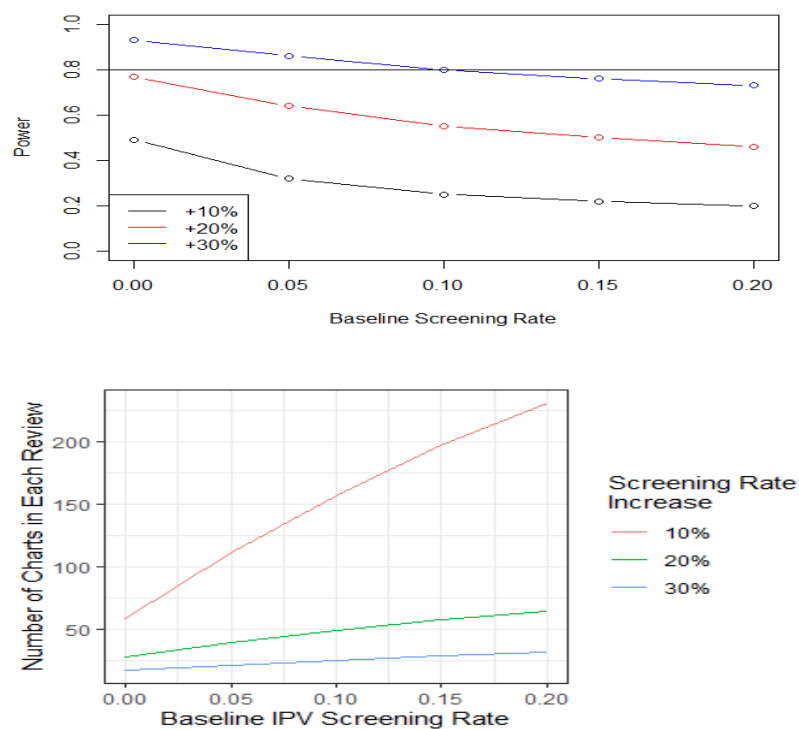 1.0
0.8
0.6
0.4
0.2
0.0
Power
+10%
+20%
+30%
0.00 0.05 0.10 0.15 0.20
Baseline Screening Rate
Number of Charts in Each Review
200
150
100
50
0.00 0.05 0.10 0.15 0.20
Baseline IPV Screening Rate
Screening Rate
Increase
10%
20%
30%